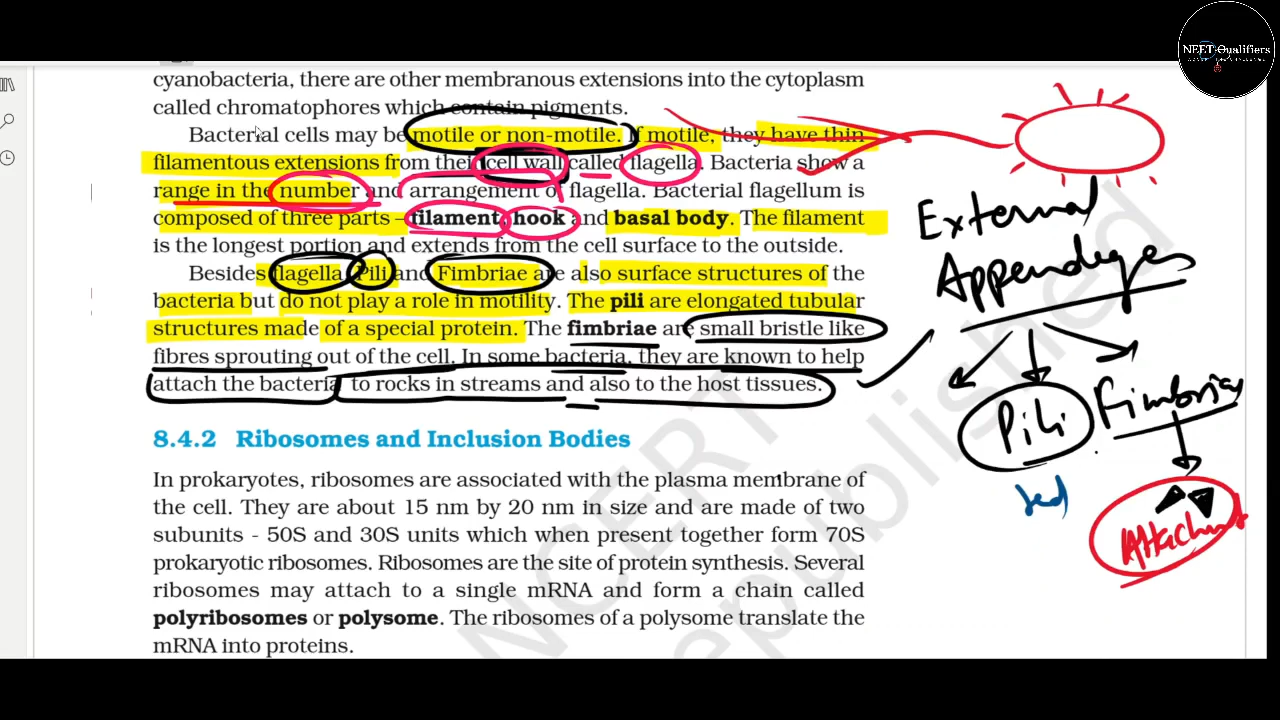 NEET Qualifiers
cyanobacteria, there are other membranous extensions into the cytoplasm
called chromatophores which contain pigments.
Bacterial cells may be motile or non-motile. If motile, they have thin
filamentous extensions from their cell wall called flagella. Bacteria show a
range in the number and arrangement of flagella. Bacterial flagellum is
composed of three parts – filament, hook and basal body. The filament
is the longest portion and extends from the cell surface to the outside.
Besides flagella, Pili and Fimbriae are also surface structures of the
bacteria but do not play a role in motility. The pili are elongated tubular
structures made of a special protein. The fimbriae are small bristle like
fibres sprouting out of the cell. In some bacteria, they are known to help
attach the bacteria to rocks in streams and also to the host tissues.
8.4.2 Ribosomes and Inclusion Bodies
In prokaryotes, ribosomes are associated with the plasma membrane of
the cell. They are about 15 nm by 20 nm in size and are made of two
subunits - 50S and 30S units which when present together form 70S
prokaryotic ribosomes. Ribosomes are the site of protein synthesis. Several
ribosomes may attach to a single mRNA and form a chain called
polyribosomes or polysome. The ribosomes of a polysome translate the
mRNA into proteins.
External
Appendages
Pili
Fimbriae
NCERT
republished